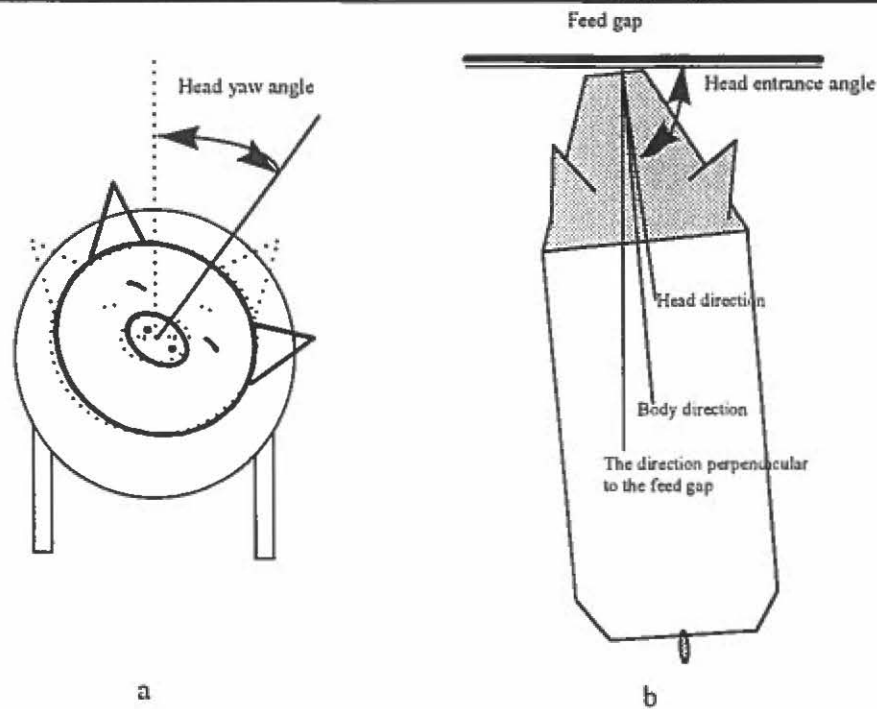 Feed gap
Head yaw angle
Head entrance angle
Head direction
Body direction
The direction perpendicular
to the feed gap
a
b